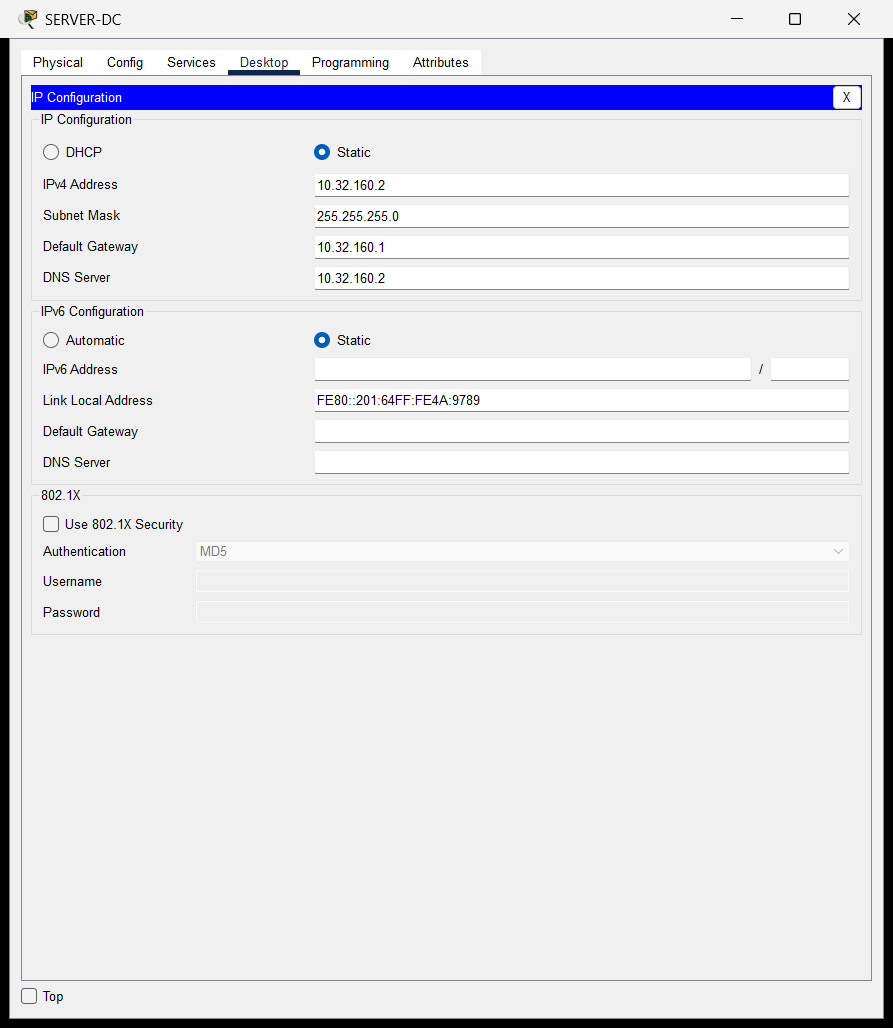 SERVER-DC
Physical Config Services Desktop Programming Attributes
IP Configuration X
IP Configuration
DHCP Static
IPv4 Address 10.32.160.2
Subnet Mask 255.255.255.0
Default Gateway 10.32.160.1
DNS Server 10.32.160.2
IPv6 Configuration
Automatic Static
IPv6 Address /
Link Local Address FE80::201:64FF:FE4A:9789
Default Gateway
DNS Server
802.1X
Use 802.1X Security
Authentication MD5
Username
Password
Top